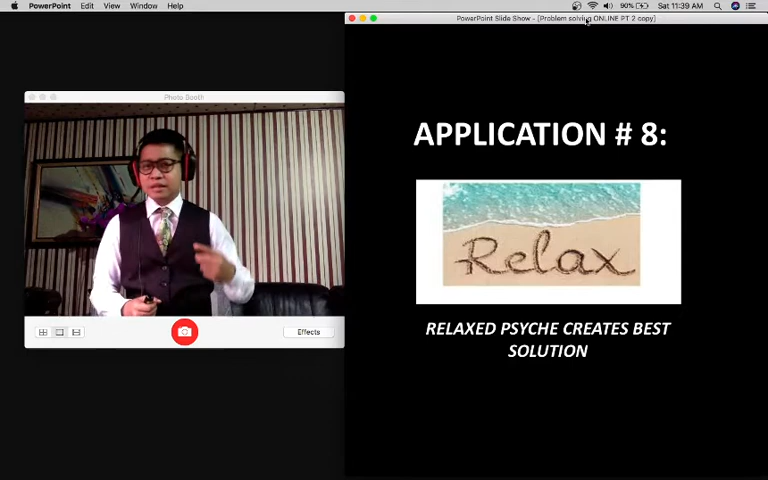 PowerPoint Edit View Window Help 90% Sat 11:39 AM
PowerPoint Slide Show - [Problem solving ONLINE PT 2 copy]
Photo Booth
APPLICATION # 8:
Relax
Effects
RELAXED PSYCHE CREATES BEST
SOLUTION